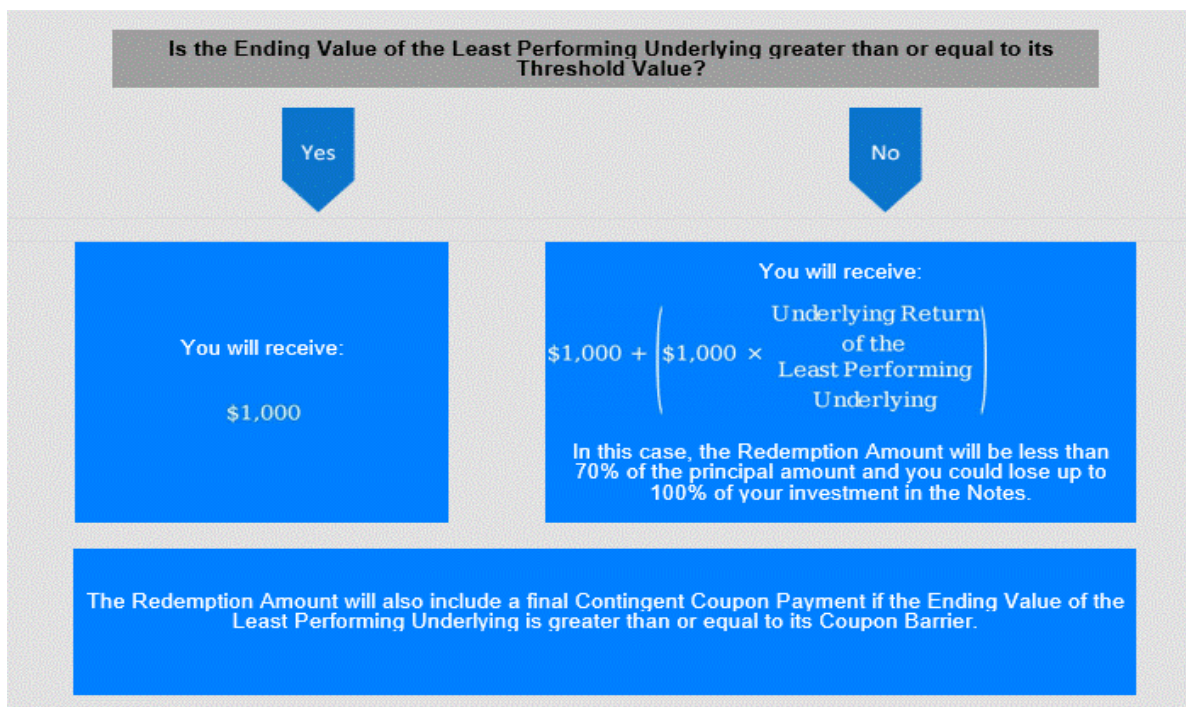 Is the Ending Value of the Least Performing Underlying greater than or equal to its
Threshold Value?
Yes
No
You will receive:
$1,000
You will receive:
$1,000 + ($1,000 × Underlying Return
of the
Least Performing
Underlying)
In this case, the Redemption Amount will be less than
70% of the principal amount and you could lose up to
100% of your investment in the Notes.
The Redemption Amount will also include a final Contingent Coupon Payment if the Ending Value of the
Least Performing Underlying is greater than or equal to its Coupon Barrier.